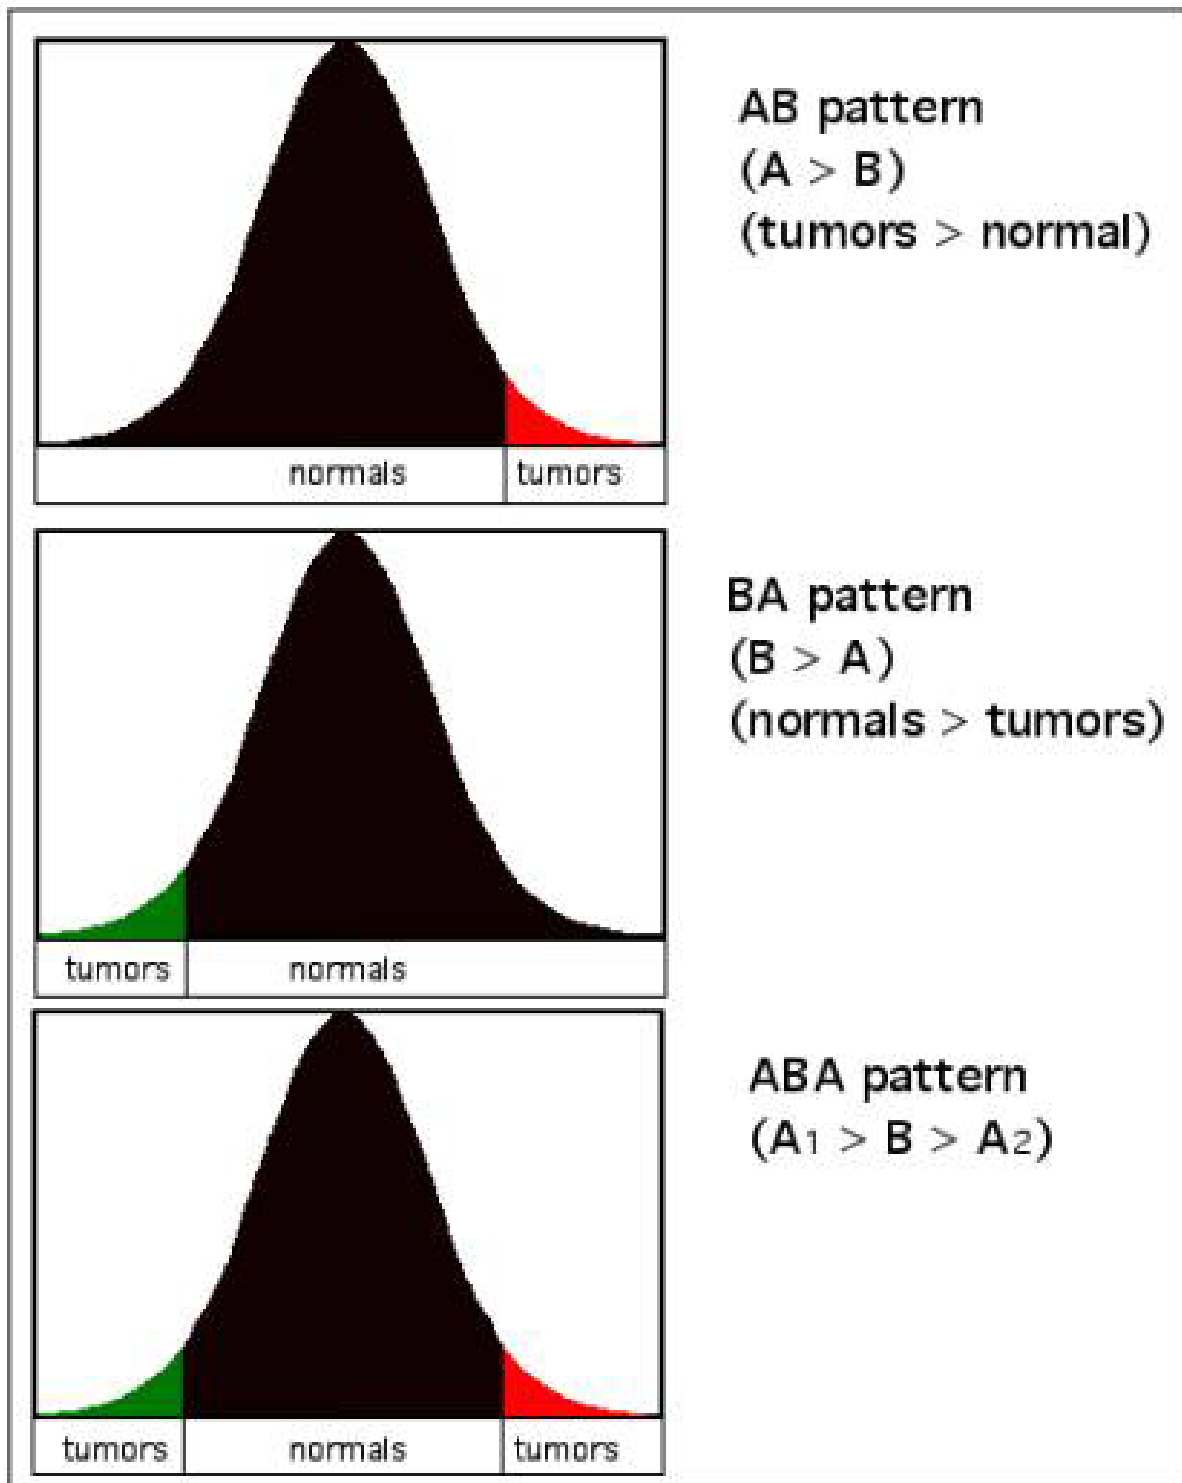 AB pattern
(A > B)
(tumors > normal)
normals tumors
BA pattern
(B > A)
(normals > tumors)
tumors normals
ABA pattern
(A1 > B > A2)
tumors normals tumors